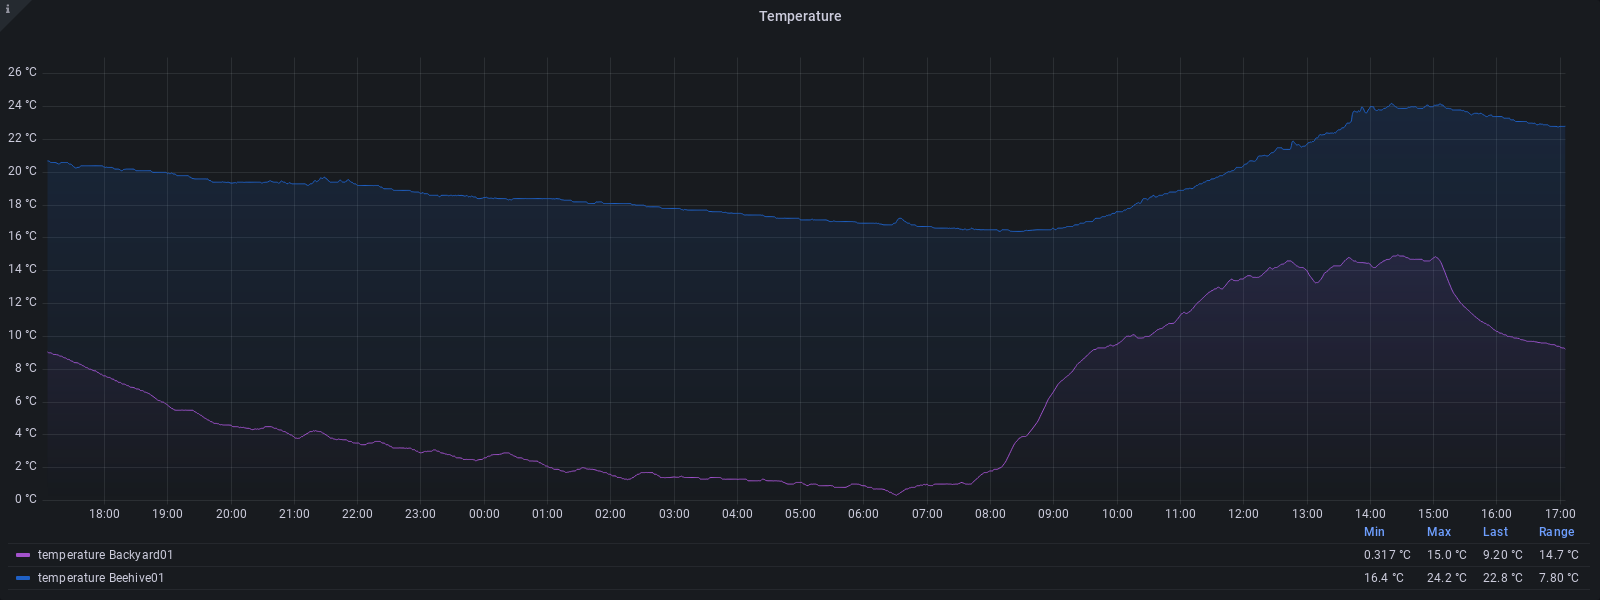 i
Temperature
26 °C
24 °C
22 °C
20 °C
18 °C
16 °C
14 °C
12 °C
10 °C
8 °C
6 °C
4 °C
2 °C
0 °C
18:00 19:00 20:00 21:00 22:00 23:00 00:00 01:00 02:00 03:00 04:00 05:00 06:00 07:00 08:00 09:00 10:00 11:00 12:00 13:00 14:00 15:00 16:00 17:00
Min Max Last Range
temperature Backyard01 0.317 °C 15.0 °C 9.20 °C 14.7 °C
temperature Beehive01 16.4 °C 24.2 °C 22.8 °C 7.80 °C